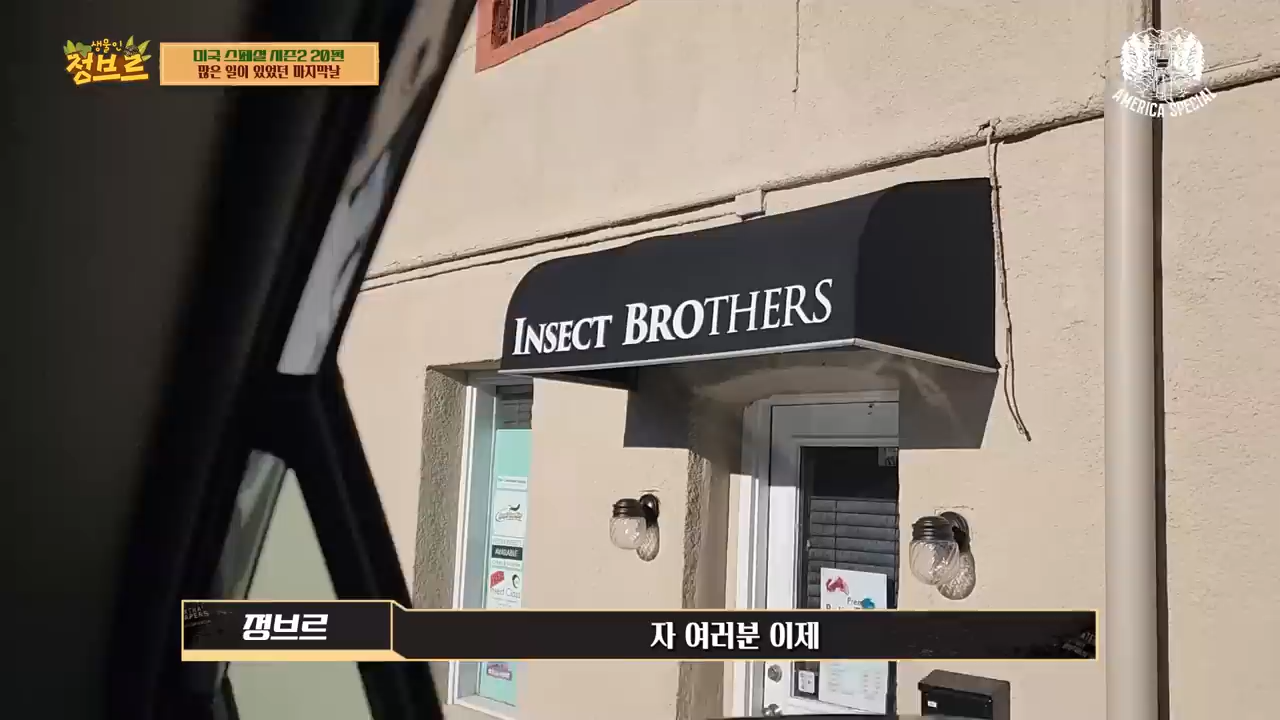 생물인
정브르
미국 스페셜 시즌2 20편
많은 일이 있었던 마지막날
AMERICA SPECIAL
INSECT BROTHERS
AVAILABLE
정브르
자 여러분 이제